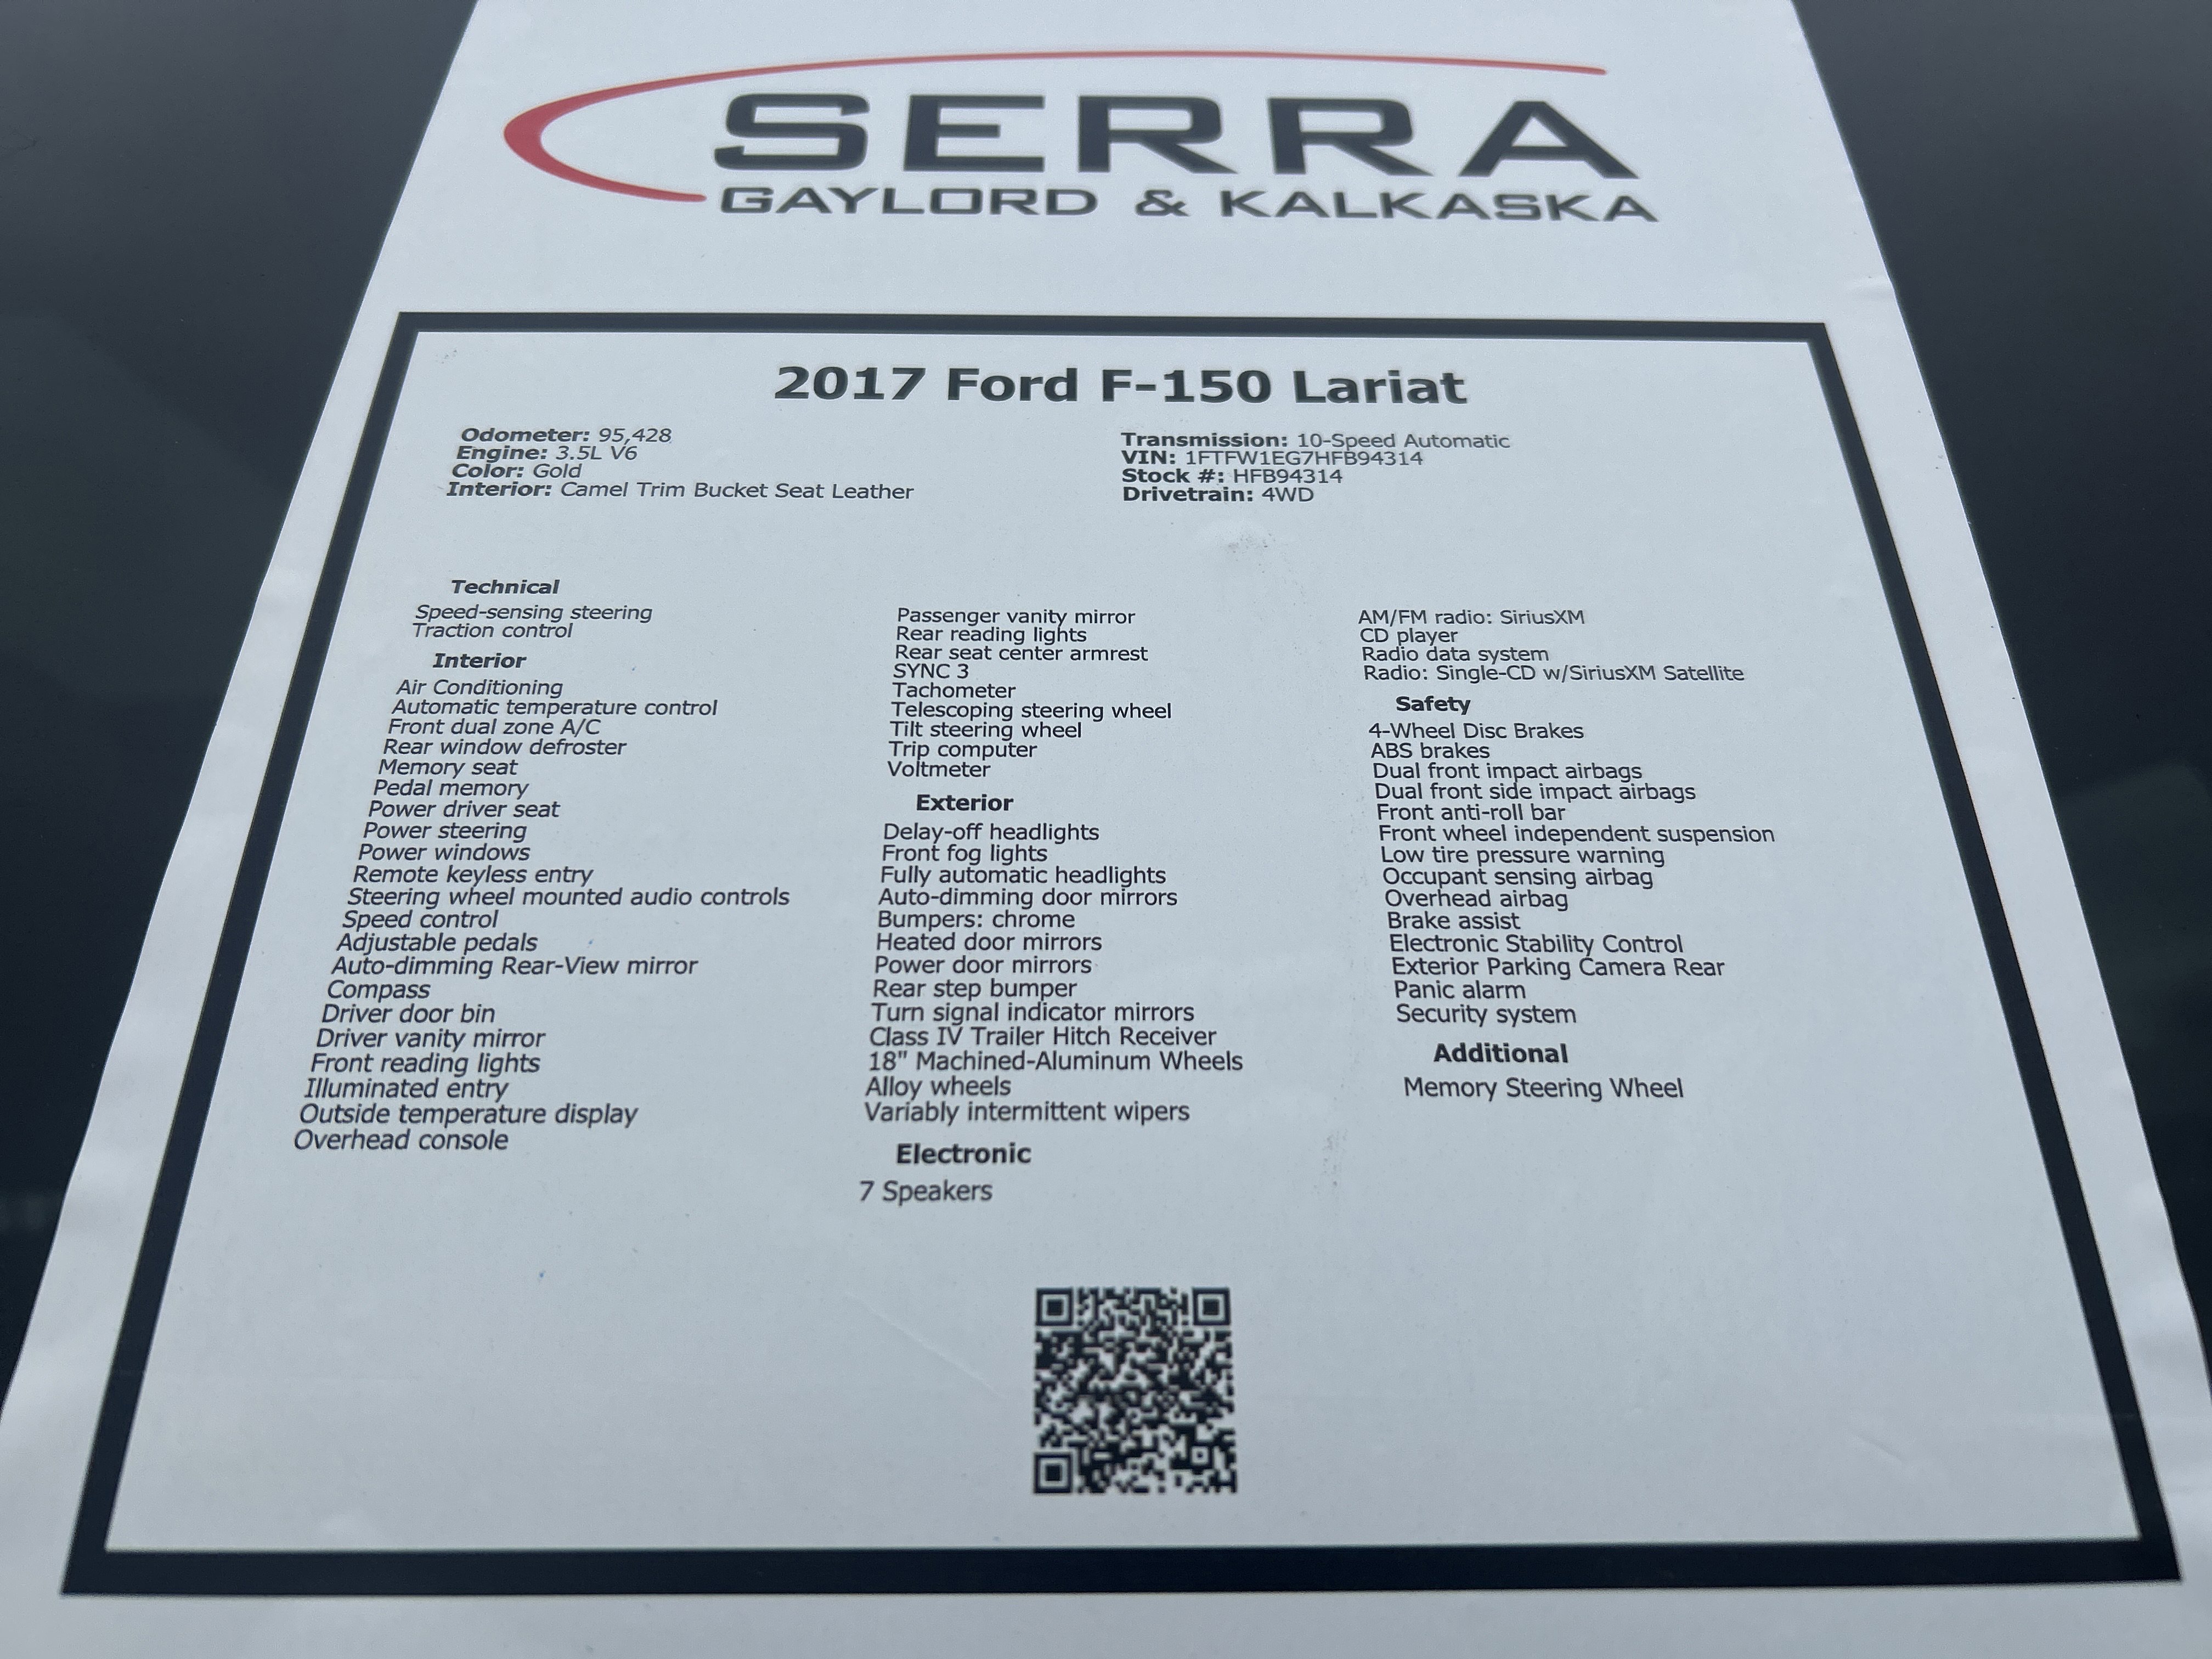 SERRA
GAYLORD & KALKASKA
2017 Ford F-150 Lariat
Odometer: 95,428
Engine: 3.5L V6
Color: Gold
Interior: Camel Trim Bucket Seat Leather
Transmission: 10-Speed Automatic
VIN: 1FTFW1EG7HFB94314
Stock #: HFB94314
Drivetrain: 4WD
Technical
Speed-sensing steering
Traction control
Interior
Air Conditioning
Automatic temperature control
Front dual zone A/C
Rear window defroster
Memory seat
Pedal memory
Power driver seat
Power steering
Power windows
Remote keyless entry
Steering wheel mounted audio controls
Speed control
Adjustable pedals
Auto-dimming Rear-View mirror
Compass
Driver door bin
Driver vanity mirror
Front reading lights
Illuminated entry
Outside temperature display
Overhead console
Passenger vanity mirror
Rear reading lights
Rear seat center armrest
SYNC 3
Tachometer
Telescoping steering wheel
Tilt steering wheel
Trip computer
Voltmeter
Exterior
Delay-off headlights
Front fog lights
Fully automatic headlights
Auto-dimming door mirrors
Bumpers: chrome
Heated door mirrors
Power door mirrors
Rear step bumper
Turn signal indicator mirrors
Class IV Trailer Hitch Receiver
18" Machined-Aluminum Wheels
Alloy wheels
Variably intermittent wipers
Electronic
7 Speakers
AM/FM radio: SiriusXM
CD player
Radio data system
Radio: Single-CD w/SiriusXM Satellite
Safety
4-Wheel Disc Brakes
ABS brakes
Dual front impact airbags
Dual front side impact airbags
Front anti-roll bar
Front wheel independent suspension
Low tire pressure warning
Occupant sensing airbag
Overhead airbag
Brake assist
Electronic Stability Control
Exterior Parking Camera Rear
Panic alarm
Security system
Additional
Memory Steering Wheel